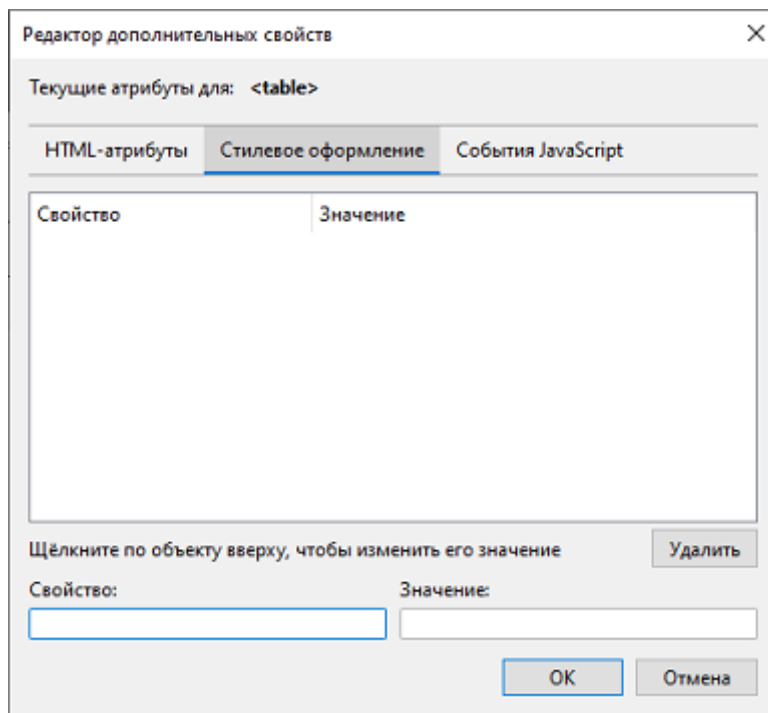 Редактор дополнительных свойств
Текущие атрибуты для: <table>
HTML-атрибуты Стилевое оформление События JavaScript
Свойство Значение
Щёлкните по объекту вверху, чтобы изменить его значение Удалить
Свойство: Значение:
OK Отмена